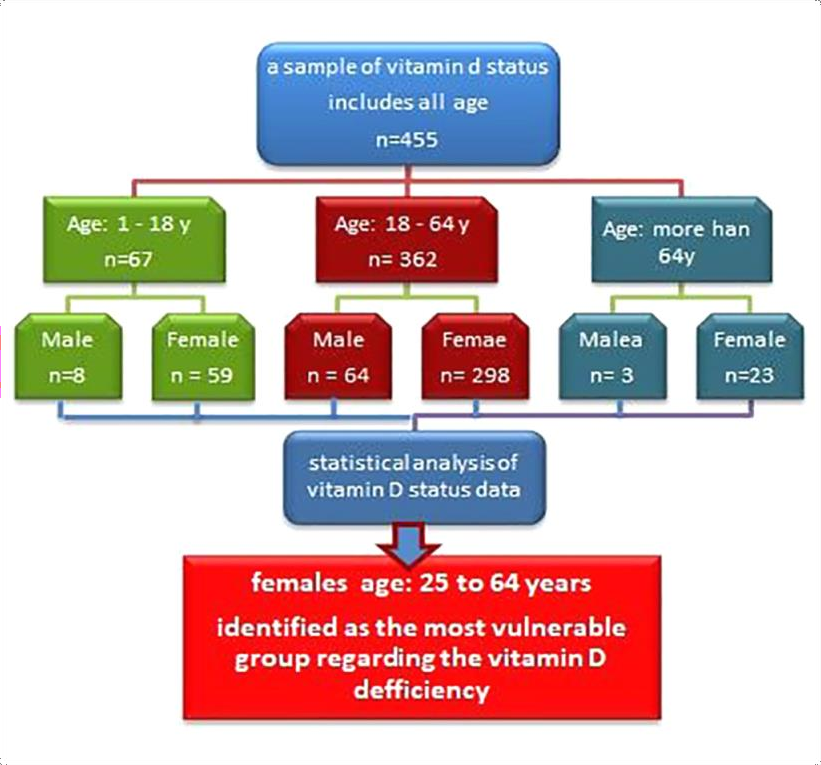 a sample of vitamin d status
includes all age
n=455
Age: 1 - 18 y
n=67
Age: 18 - 64 y
n= 362
Age: more han
64y
Male
n=8
Female
n = 59
Male
n = 64
Femae
n= 298
Malea
n= 3
Female
n=23
statistical analysis of
vitamin D status data
females age: 25 to 64 years
identified as the most vulnerable
group regarding the vitamin D
defficiency